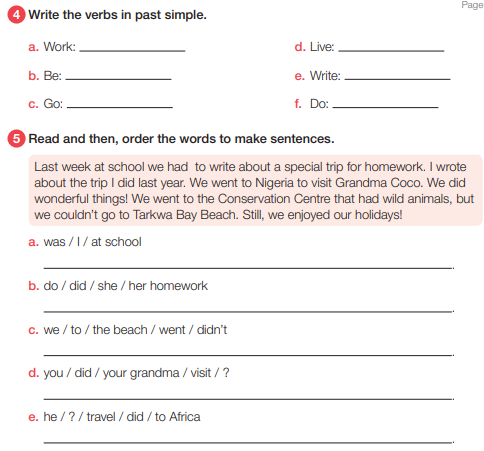 Page
4 Write the verbs in past simple.
a. Work: d. Live:
b. Be: e. Write:
c. Go: f. Do:
5 Read and then, order the words to make sentences.
Last week at school we had to write about a special trip for homework. I wrote
about the trip I did last year. We went to Nigeria to visit Grandma Coco. We did
wonderful things! We went to the Conservation Centre that had wild animals, but
we couldn't go to Tarkwa Bay Beach. Still, we enjoyed our holidays!
a. was / I / at school
.
b. do / did / she / her homework
.
c. we / to / the beach / went / didn't
.
d. you / did / your grandma / visit / ?
.
e. he / ? / travel / did / to Africa
.